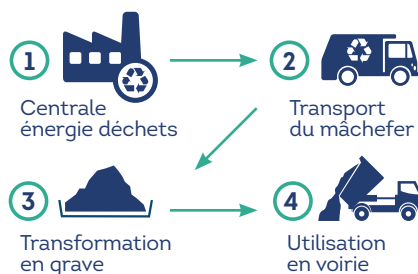 1
Centrale
énergie déchets
2
Transport
du mâchefer
3
Transformation
en grave
4
Utilisation
en voirie